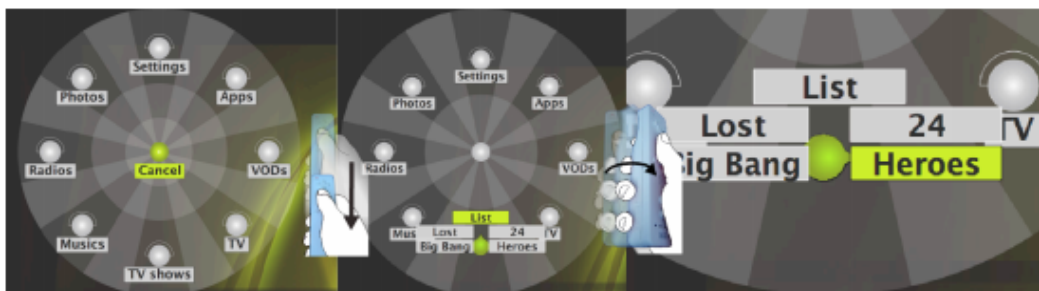 Settings
Photos
Apps
Radios
Cancel
VODs
Musics
TV
TV shows
Settings
Photos
Apps
Radios
VODs
List
Mus
Lost
24
TV
Big Bang
Heroes
List
Lost
24
TV
Big Bang
Heroes